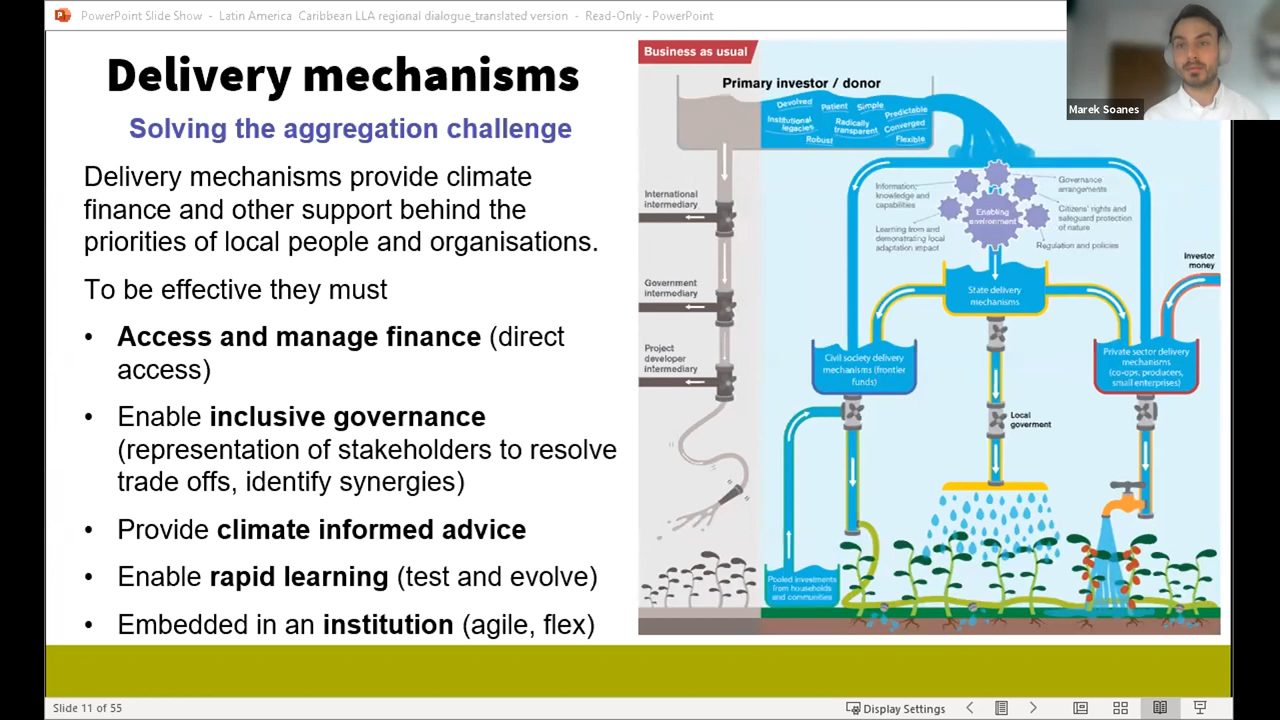 PowerPoint Slide Show - Latin America Caribbean LLA regional dialogue_translated version - Read-Only - PowerPoint
Marek Soanes
Delivery mechanisms
Solving the aggregation challenge
Delivery mechanisms provide climate
finance and other support behind the
priorities of local people and organisations.
To be effective they must
• Access and manage finance (direct
access)
• Enable inclusive governance
(representation of stakeholders to resolve
trade offs, identify synergies)
• Provide climate informed advice
• Enable rapid learning (test and evolve)
• Embedded in an institution (agile, flex)
Business as usual
Primary investor / donor
Devolved
Patient
Simple
Predictable
Institutional
legacies
Radically
transparent
Converged
Robust
Flexible
International
intermediary
Government
intermediary
Project
developer
intermediary
Information,
knowledge and
capabilities
Learning from and
demonstrating local
adaptation impact
Enabling
environment
Governance
arrangements
Citizens' rights and
safeguard protection
of nature
Regulation and policies
Investor
money
State delivery
mechanisms
Civil society delivery
mechanisms (frontier
funds)
Private sector delivery
mechanisms
(co-ops, producers,
small enterprises)
Local
goverment
Pooled investments
from households
and communities
Slide 11 of 55
Display Settings